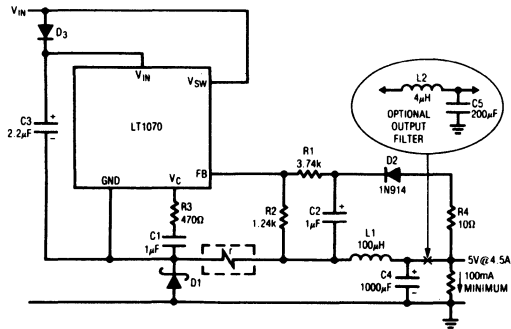 VIN
D3
VIN
VSW
L2
4μH
C5
200μF
OPTIONAL
OUTPUT
FILTER
C3
2.2μF
+
−
LT1070
R1
3.74k
D2
1N914
GND
VC
FB
R3
470Ω
R2
1.24k
C2
1μF
+
R4
10Ω
C1
1μF
r
L1
100μH
5V@4.5A
D1
C4
1000μF
+
−
100mA
MINIMUM